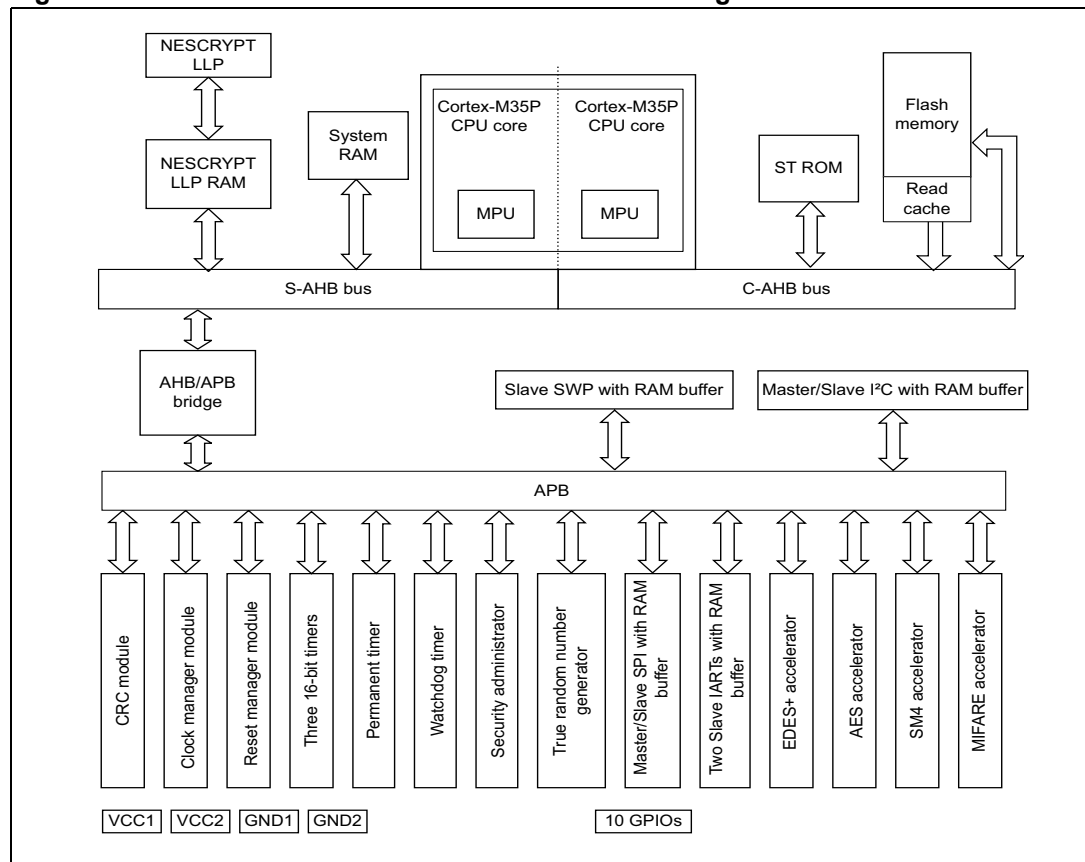 NESCRYPT
LLP
NESCRYPT
LLP RAM
System
RAM
Cortex-M35P
CPU core
Cortex-M35P
CPU core
MPU
MPU
ST ROM
Flash
memory
Read
cache
S-AHB bus
C-AHB bus
AHB/APB
bridge
Slave SWP with RAM buffer
Master/Slave I²C with RAM buffer
APB
CRC module
Clock manager module
Reset manager module
Three 16-bit timers
Permanent timer
Watchdog timer
Security administrator
True random number
generator
Master/Slave SPI with RAM
buffer
Two Slave IARTs with RAM
buffer
EDES+ accelerator
AES accelerator
SM4 accelerator
MIFARE accelerator
VCC1
VCC2
GND1
GND2
10 GPIOs